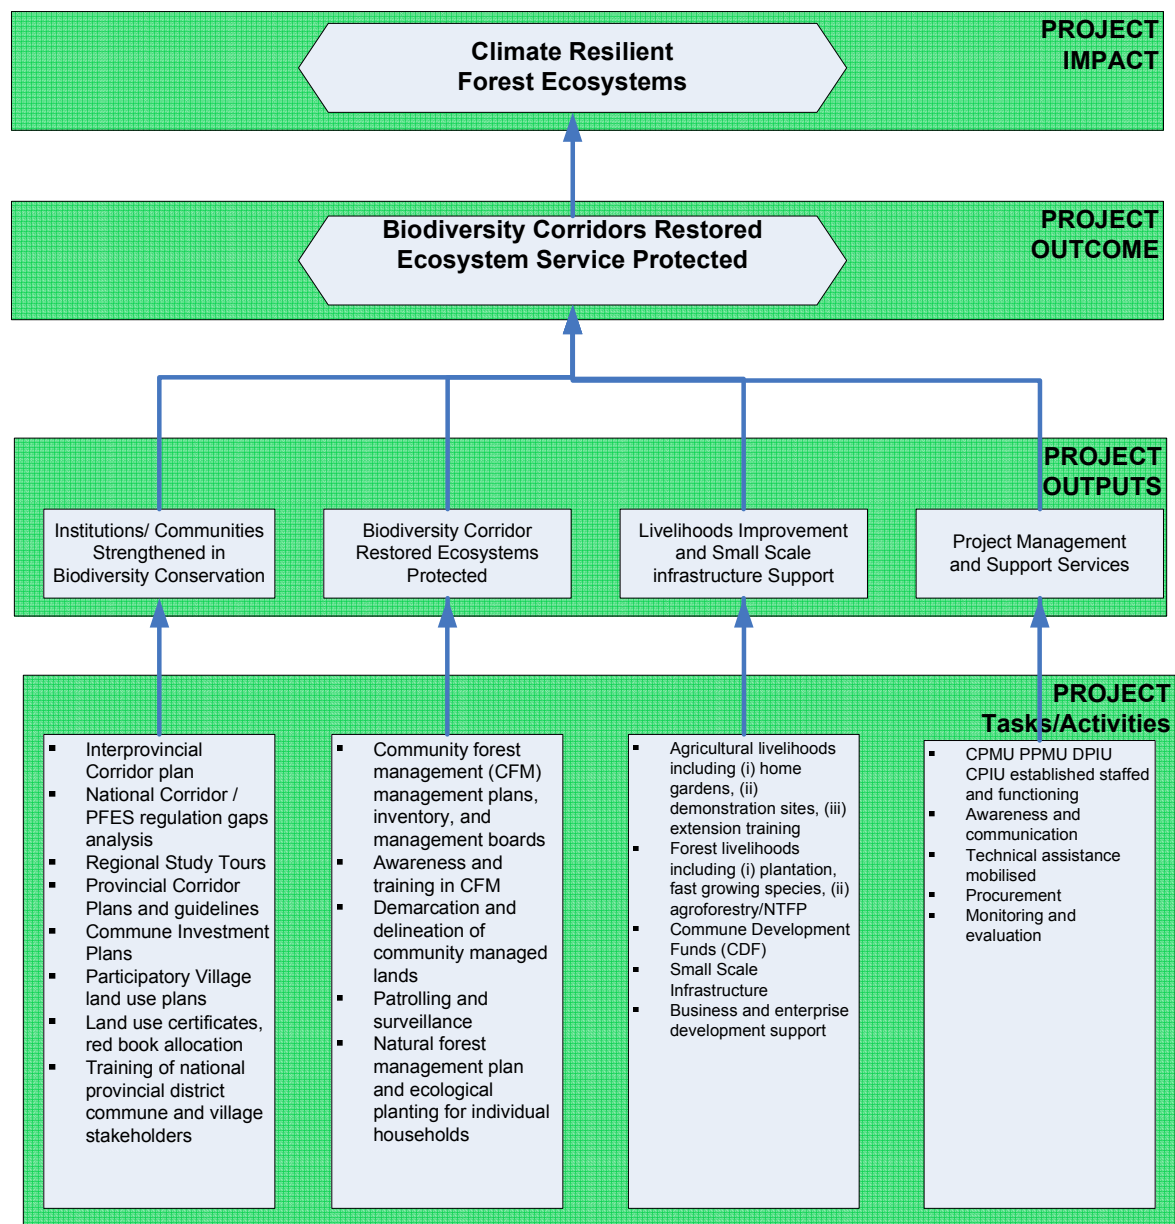 PROJECT
IMPACT
Climate Resilient
Forest Ecosystems
PROJECT
OUTCOME
Biodiversity Corridors Restored
Ecosystem Service Protected
PROJECT
OUTPUTS
Institutions/ Communities
Strengthened in
Biodiversity Conservation
Biodiversity Corridor
Restored Ecosystems
Protected
Livelihoods Improvement
and Small Scale
infrastructure Support
Project Management
and Support Services
PROJECT
Tasks/Activities
▪ Interprovincial
Corridor plan
▪ National Corridor /
PFES regulation gaps
analysis
▪ Regional Study Tours
▪ Provincial Corridor
Plans and guidelines
▪ Commune Investment
Plans
▪ Participatory Village
land use plans
▪ Land use certificates,
red book allocation
▪ Training of national
provincial district
commune and village
stakeholders
▪ Community forest
management (CFM)
management plans,
inventory, and
management boards
▪ Awareness and
training in CFM
▪ Demarcation and
delineation of
community managed
lands
▪ Patrolling and
surveillance
▪ Natural forest
management plan
and ecological
planting for individual
households
▪ Agricultural livelihoods
including (i) home
gardens, (ii)
demonstration sites, (iii)
extension training
▪ Forest livelihoods
including (i) plantation,
fast growing species, (ii)
agroforestry/NTFP
▪ Commune Development
Funds (CDF)
▪ Small Scale
Infrastructure
▪ Business and enterprise
development support
▪ CPMU PPMU DPIU
CPIU established staffed
and functioning
▪ Awareness and
communication
▪ Technical assistance
mobilised
▪ Procurement
▪ Monitoring and
evaluation